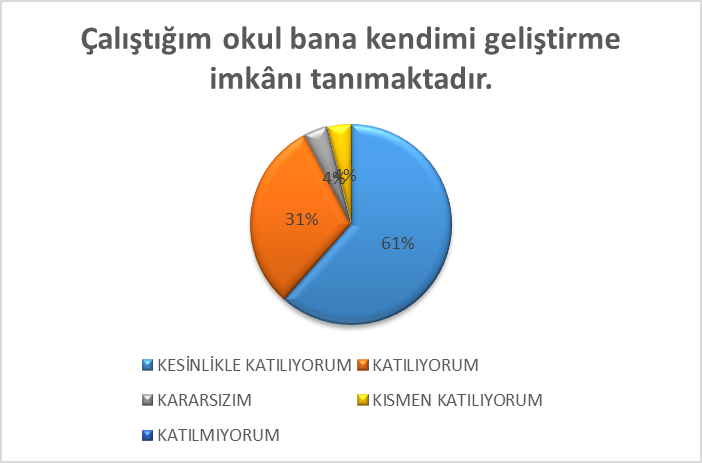 Çalıştığım okul bana kendimi geliştirme
imkânı tanımaktadır.
4%
4%
31%
61%
KESİNLİKLE KATILIYORUM
KATILIYORUM
KARARSIZIM
KISMEN KATILIYORUM
KATILMIYORUM